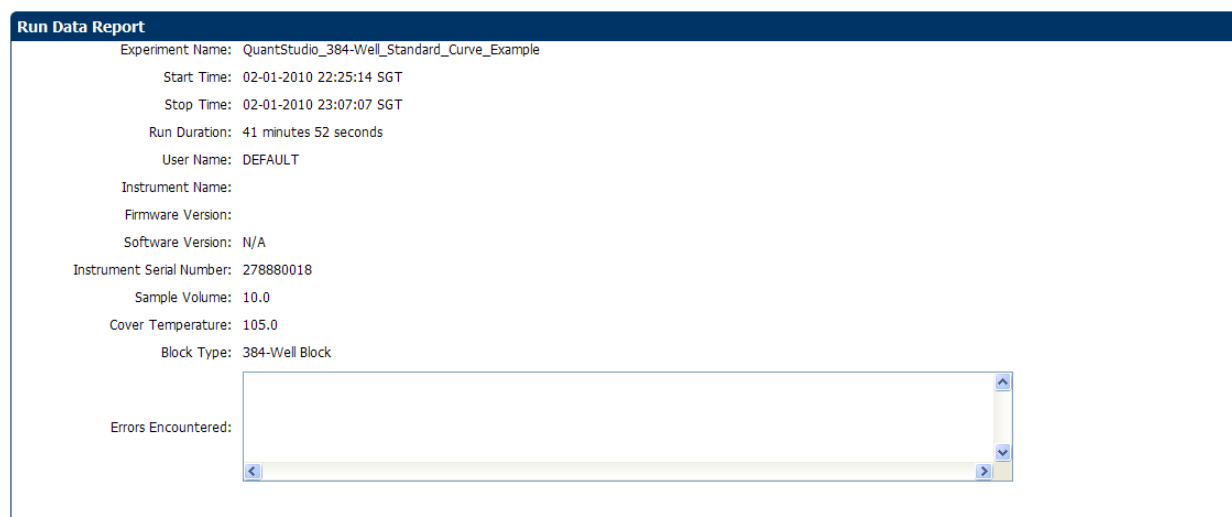 Run Data Report
Experiment Name: QuantStudio_384-Well_Standard_Curve_Example
Start Time: 02-01-2010 22:25:14 SGT
Stop Time: 02-01-2010 23:07:07 SGT
Run Duration: 41 minutes 52 seconds
User Name: DEFAULT
Instrument Name:
Firmware Version:
Software Version: N/A
Instrument Serial Number: 278880018
Sample Volume: 10.0
Cover Temperature: 105.0
Block Type: 384-Well Block
Errors Encountered: